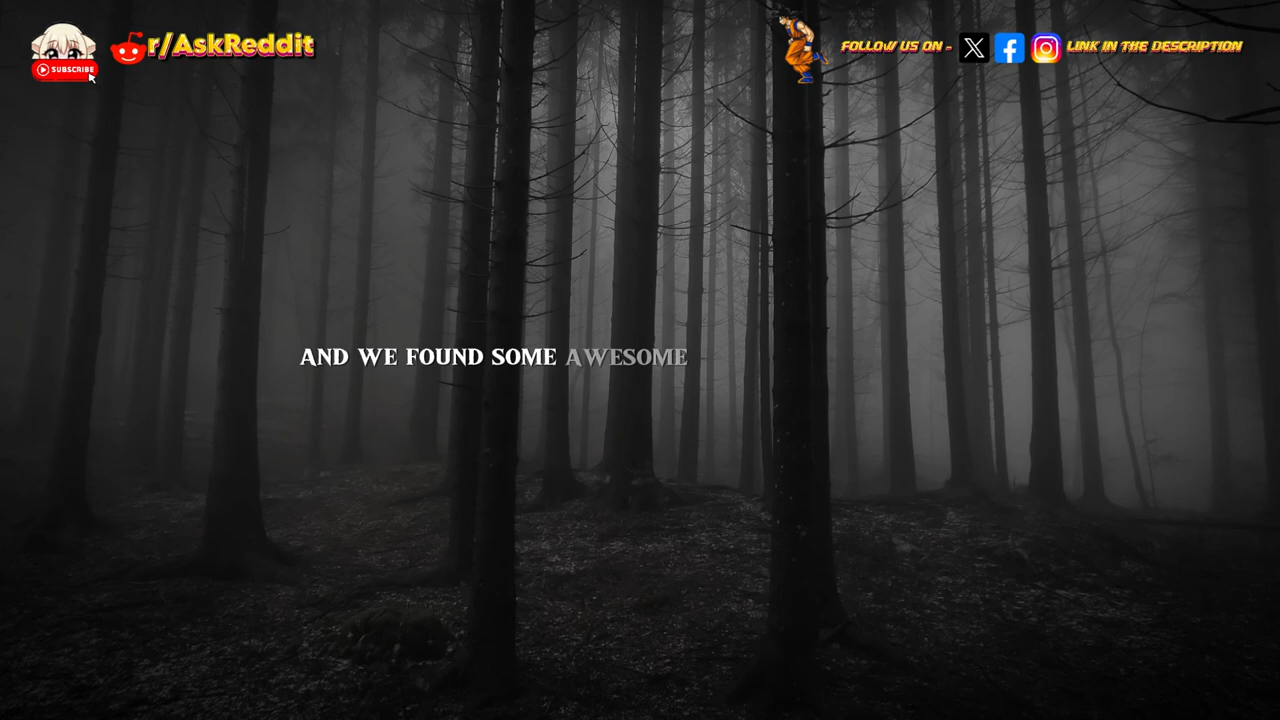 SUBSCRIBE
r/AskReddit
FOLLOW US ON -
LINK IN THE DESCRIPTION
AND WE FOUND SOME AWESOME